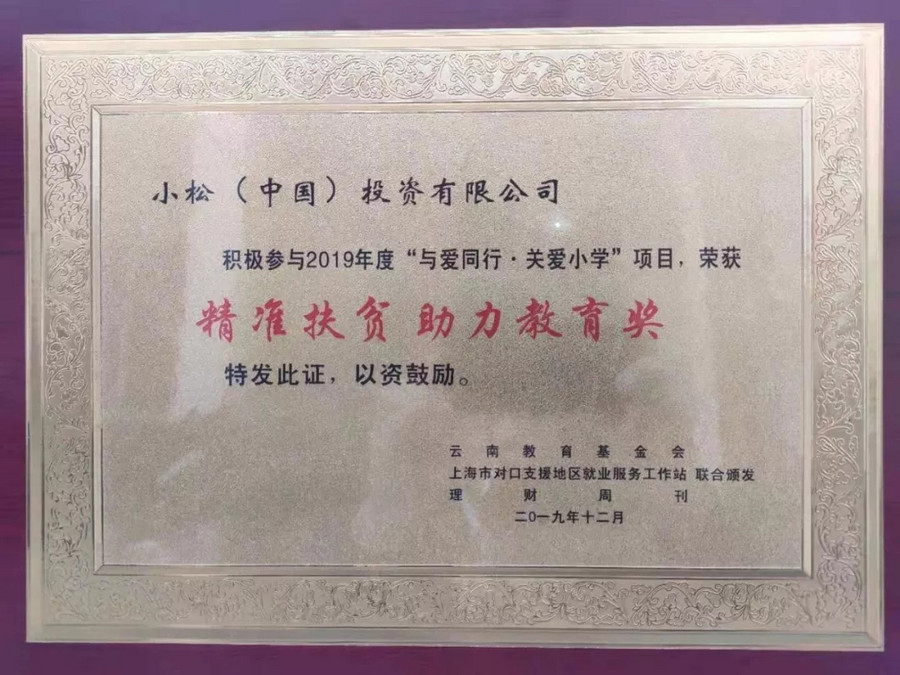 小松（中国）投资有限公司
积极参与2019年度“与爱同行·关爱小学”项目，荣获
精准扶贫 助力教育奖
特发此证，以资鼓励。
云南教育基金会
上海市对口支援地区就业服务工作站 联合颁发
理财周刊
二〇一九年十二月